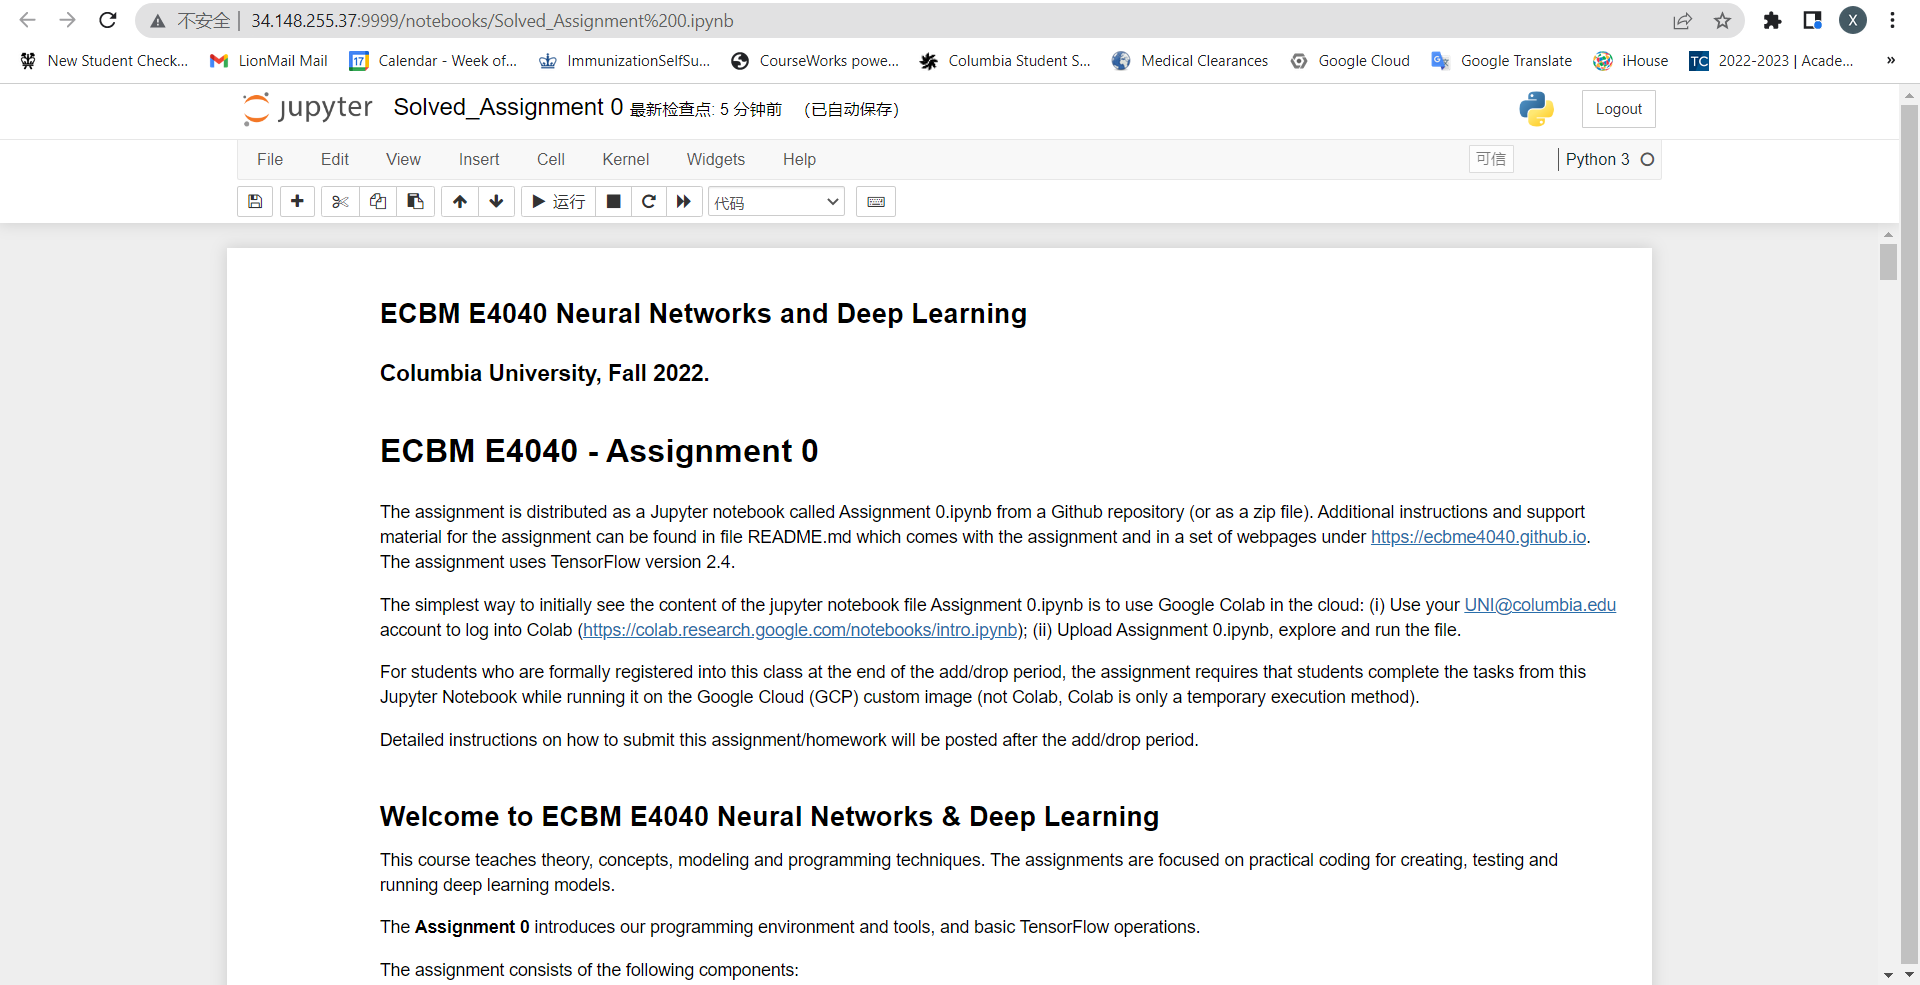 不安全 | 34.148.255.37:9999/notebooks/Solved_Assignment%200.ipynb
X
New Student Check... LionMail Mail 17 Calendar - Week of... ImmunizationSelfSu... CourseWorks powe... Columbia Student S... Medical Clearances Google Cloud Google Translate iHouse TC 2022-2023 | Acade... »
jupyter Solved_Assignment 0 最新检查点: 5 分钟前 (已自动保存) Logout
File Edit View Insert Cell Kernel Widgets Help 可信 Python 3
运行 代码
ECBM E4040 Neural Networks and Deep Learning
Columbia University, Fall 2022.
ECBM E4040 - Assignment 0
The assignment is distributed as a Jupyter notebook called Assignment 0.ipynb from a Github repository (or as a zip file). Additional instructions and support
material for the assignment can be found in file README.md which comes with the assignment and in a set of webpages under https://ecbme4040.github.io.
The assignment uses TensorFlow version 2.4.
The simplest way to initially see the content of the jupyter notebook file Assignment 0.ipynb is to use Google Colab in the cloud: (i) Use your UNI@columbia.edu
account to log into Colab (https://colab.research.google.com/notebooks/intro.ipynb); (ii) Upload Assignment 0.ipynb, explore and run the file.
For students who are formally registered into this class at the end of the add/drop period, the assignment requires that students complete the tasks from this
Jupyter Notebook while running it on the Google Cloud (GCP) custom image (not Colab, Colab is only a temporary execution method).
Detailed instructions on how to submit this assignment/homework will be posted after the add/drop period.
Welcome to ECBM E4040 Neural Networks & Deep Learning
This course teaches theory, concepts, modeling and programming techniques. The assignments are focused on practical coding for creating, testing and
running deep learning models.
The Assignment 0 introduces our programming environment and tools, and basic TensorFlow operations.
The assignment consists of the following components: